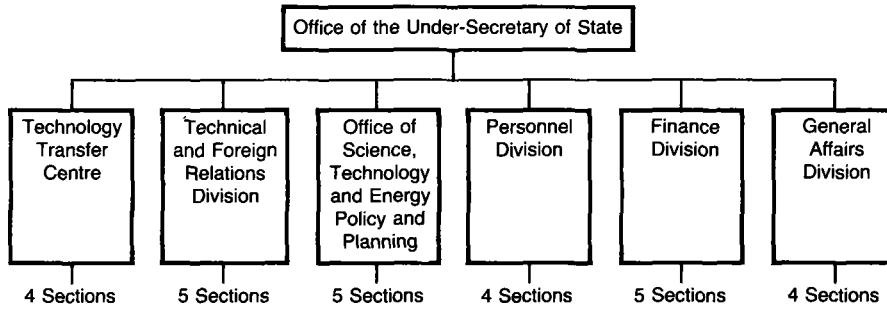 Office of the Under-Secretary of State
Technology
Transfer
Centre
Technical
and Foreign
Relations
Division
Office of
Science,
Technology
and Energy
Policy and
Planning
Personnel
Division
Finance
Division
General
Affairs
Division
4 Sections
5 Sections
5 Sections
4 Sections
5 Sections
4 Sections